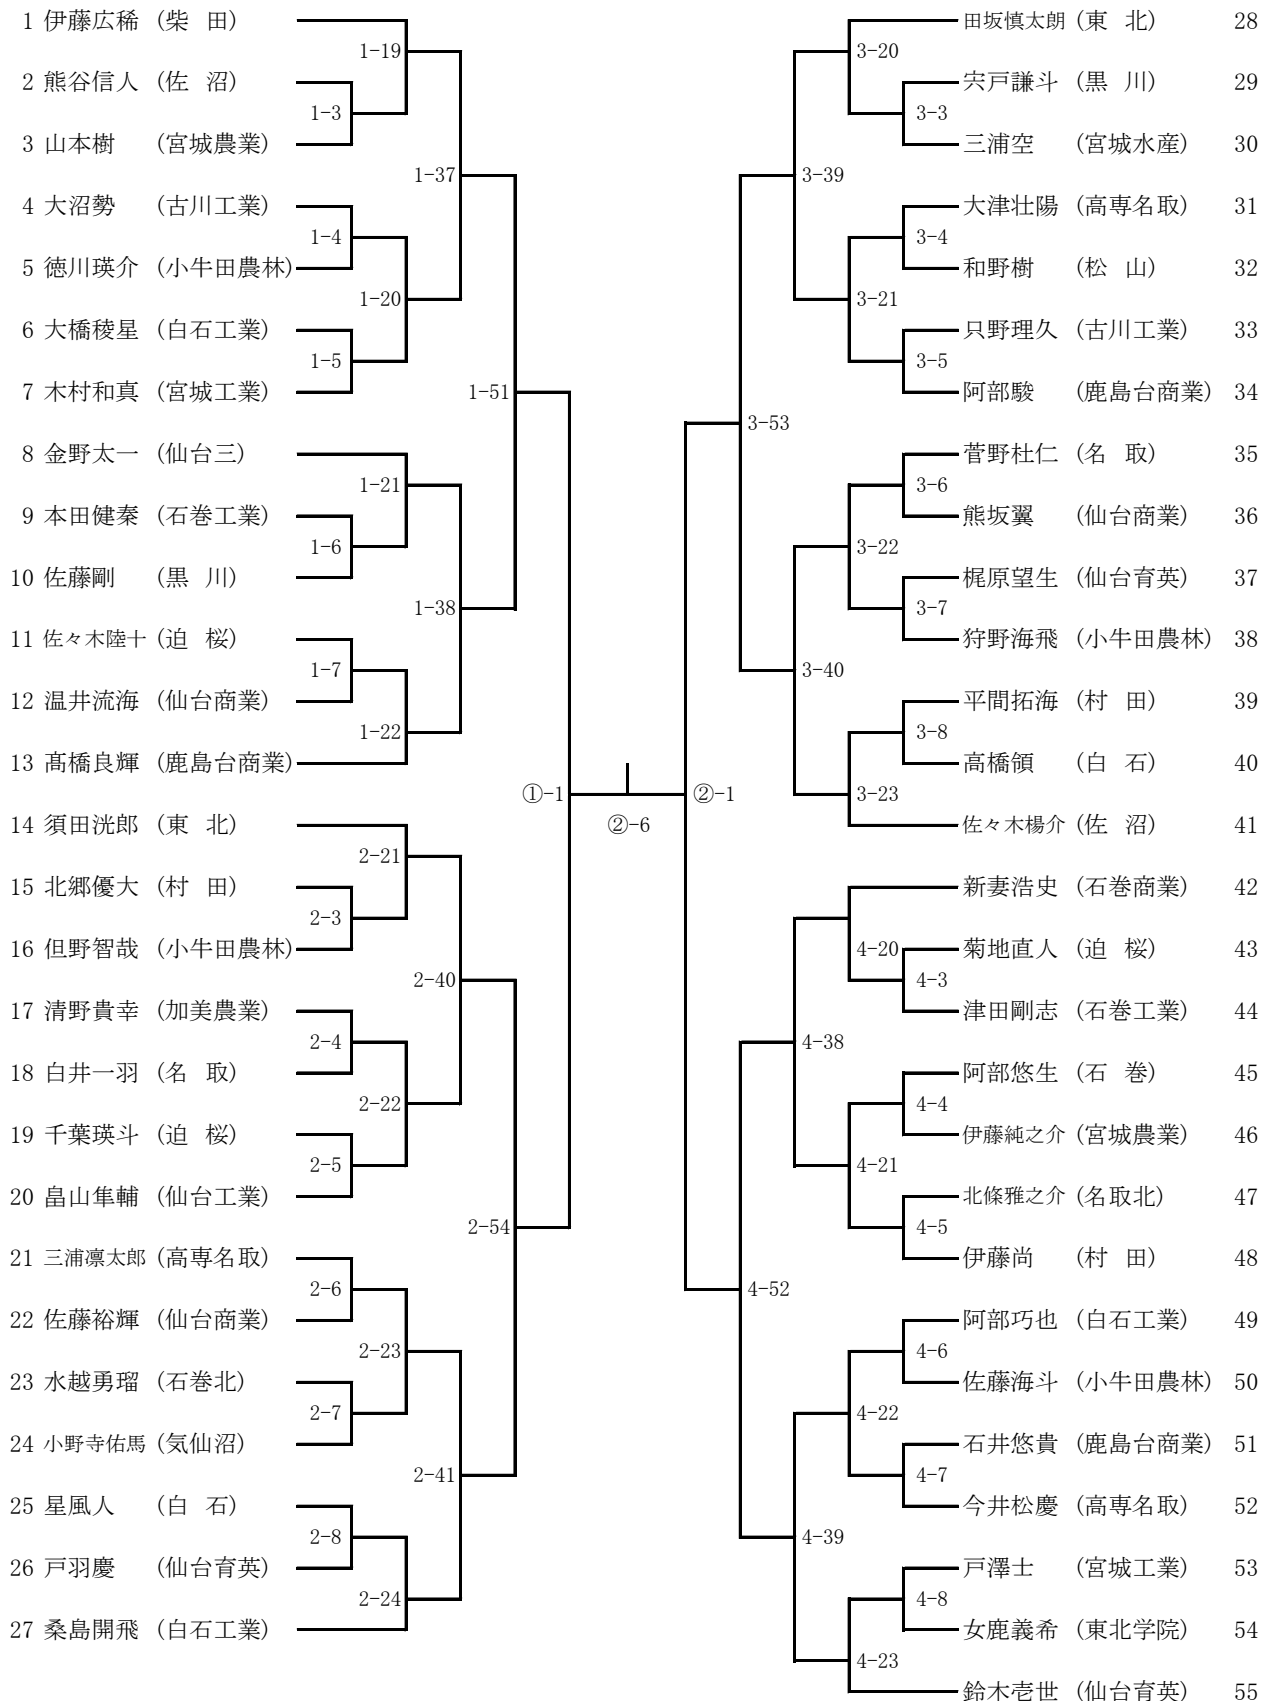 1 伊藤広稀 (柴 田)
1-19
2 熊谷信人 (佐 沼)
1-3
3 山本樹 (宮城農業)
1-37
4 大沼勢 (古川工業)
1-4
5 徳川瑛介 (小牛田農林)
1-20
6 大橋稜星 (白石工業)
1-5
7 木村和真 (宮城工業)
1-51
8 金野太一 (仙台三)
1-21
9 本田健秦 (石巻工業)
1-6
10 佐藤剛 (黒 川)
1-38
11 佐々木陸十 (迫 桜)
1-7
12 温井流海 (仙台商業)
1-22
13 髙橋良輝 (鹿島台商業)
①-1
②-6
14 須田洸郎 (東 北)
2-21
15 北郷優大 (村 田)
2-3
16 但野智哉 (小牛田農林)
2-40
17 清野貴幸 (加美農業)
2-4
18 白井一羽 (名 取)
2-22
19 千葉瑛斗 (迫 桜)
2-5
20 畠山隼輔 (仙台工業)
2-54
21 三浦凛太郎 (高専名取)
2-6
22 佐藤裕輝 (仙台商業)
2-23
23 水越勇瑠 (石巻北)
2-7
24 小野寺佑馬 (気仙沼)
2-41
25 星風人 (白 石)
2-8
26 戸羽慶 (仙台育英)
2-24
27 桑島開飛 (白石工業)
田坂慎太朗 (東 北) 28
3-20
宍戸謙斗 (黒 川) 29
3-3
三浦空 (宮城水産) 30
3-39
大津壮陽 (高専名取) 31
3-4
和野樹 (松 山) 32
3-21
只野理久 (古川工業) 33
3-5
阿部駿 (鹿島台商業) 34
3-53
菅野杜仁 (名 取) 35
3-6
熊坂翼 (仙台商業) 36
3-22
梶原望生 (仙台育英) 37
3-7
狩野海飛 (小牛田農林) 38
3-40
平間拓海 (村 田) 39
3-8
高橋領 (白 石) 40
3-23
②-1
佐々木楊介 (佐 沼) 41
新妻浩史 (石巻商業) 42
4-20
菊地直人 (迫 桜) 43
4-3
津田剛志 (石巻工業) 44
4-38
阿部悠生 (石 巻) 45
4-4
伊藤純之介 (宮城農業) 46
4-21
北條雅之介 (名取北) 47
4-5
伊藤尚 (村 田) 48
4-52
阿部巧也 (白石工業) 49
4-6
佐藤海斗 (小牛田農林) 50
4-22
石井悠貴 (鹿島台商業) 51
4-7
今井松慶 (高専名取) 52
4-39
戸澤士 (宮城工業) 53
4-8
女鹿義希 (東北学院) 54
4-23
鈴木壱世 (仙台育英) 55